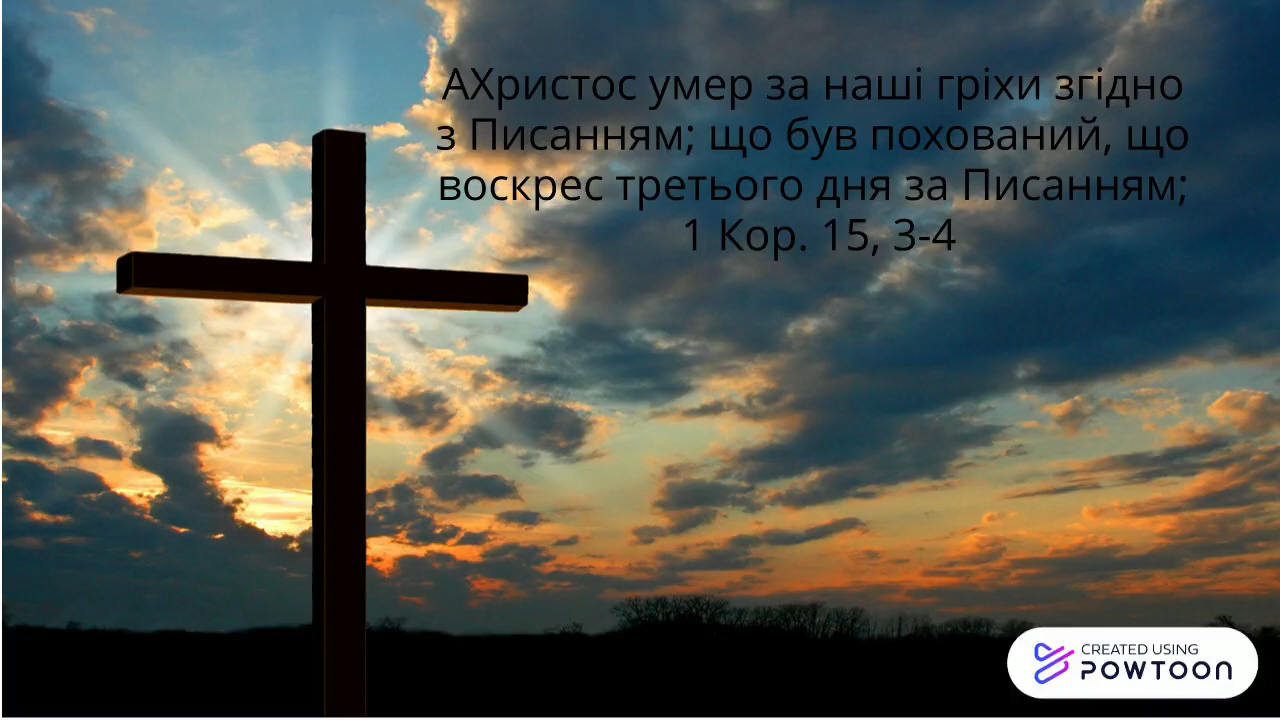 АХристос умер за наші гріхи згідно
з Писанням; що був похований, що
воскрес третього дня за Писанням;
1 Кор. 15, 3-4
CREATED USING
POWTOON